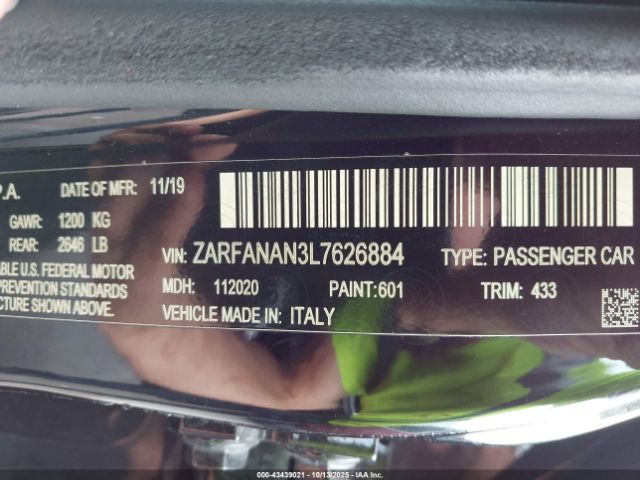 P.A. DATE OF MFR: 11/19
GAWR: 1200 KG
REAR: 2646 LB
VIN: ZARFANAN3L7626884 TYPE: PASSENGER CAR
ABLE U.S. FEDERAL MOTOR
MDH: 112020 PAINT:601 TRIM: 433
PREVENTION STANDARDS
CTURE SHOWN ABOVE.
VEHICLE MADE IN: ITALY
000-43439021 - 10/13/2025 - IAA Inc.